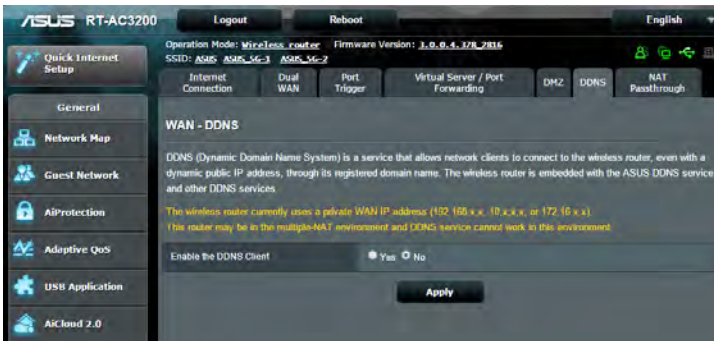 ASUS RT-AC3200 Logout Reboot English
Operation Mode: Wireless router Firmware Version: 3.0.0.4.378_2816
SSID: ASUS ASUS_5G-1 ASUS_5G-2
Quick Internet Setup
Internet Connection Dual WAN Port Trigger Virtual Server / Port Forwarding DMZ DDNS NAT Passthrough
General
Network Map
Guest Network
AiProtection
Adaptive QoS
USB Application
AiCloud 2.0
WAN - DDNS
DDNS (Dynamic Domain Name System) is a service that allows network clients to connect to the wireless router, even with a
dynamic public IP address, through its registered domain name. The wireless router is embedded with the ASUS DDNS service
and other DDNS services.
The wireless router currently uses a private WAN IP address (192.168.x.x, 10.x.x.x, or 172.16.x.x).
This router may be in the multiple-NAT environment and DDNS service cannot work in this environment.
Enable the DDNS Client Yes No
Apply